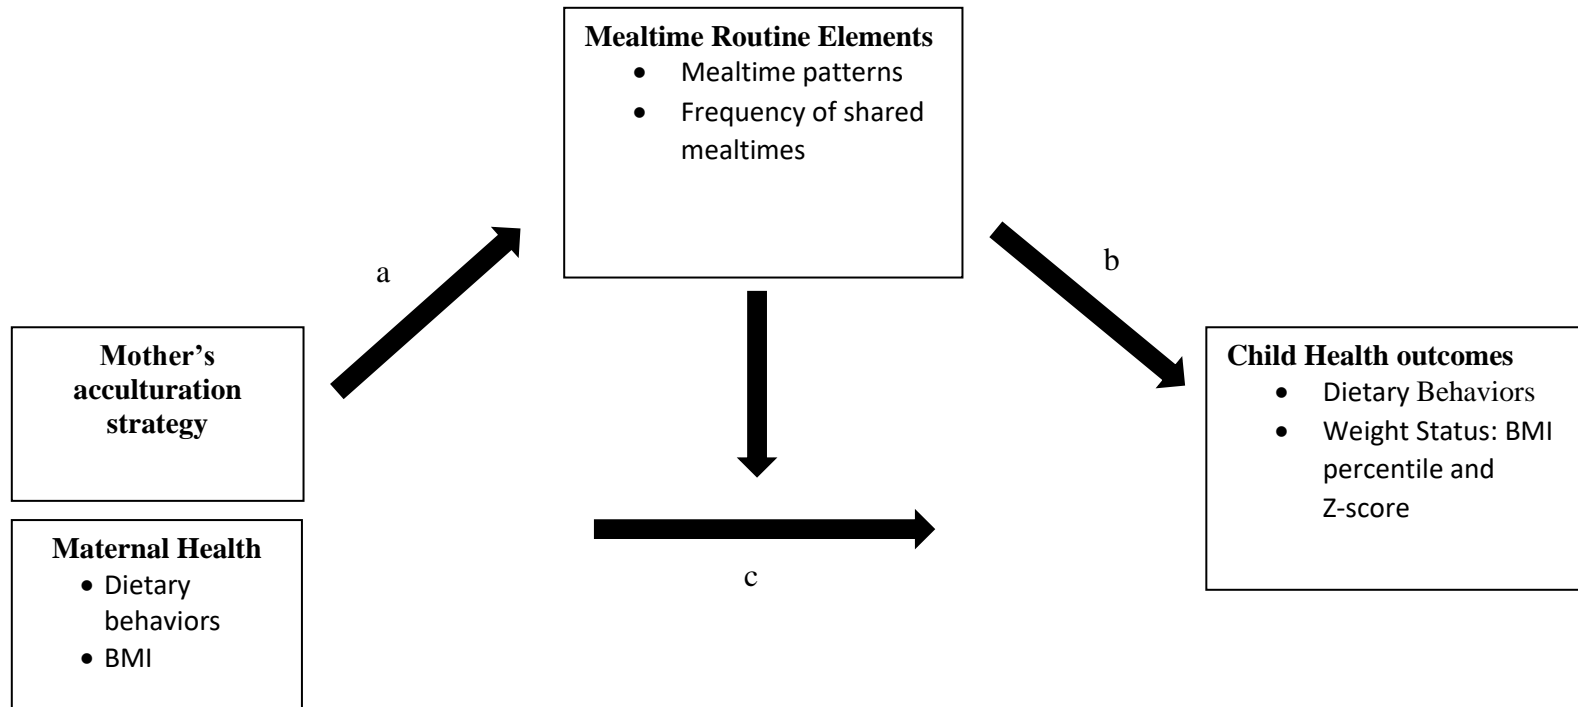 Mealtime Routine Elements
• Mealtime patterns
• Frequency of shared
mealtimes
a
b
Mother’s
acculturation
strategy
Child Health outcomes
• Dietary Behaviors
• Weight Status: BMI
percentile and
Z-score
Maternal Health
• Dietary
behaviors
• BMI
c